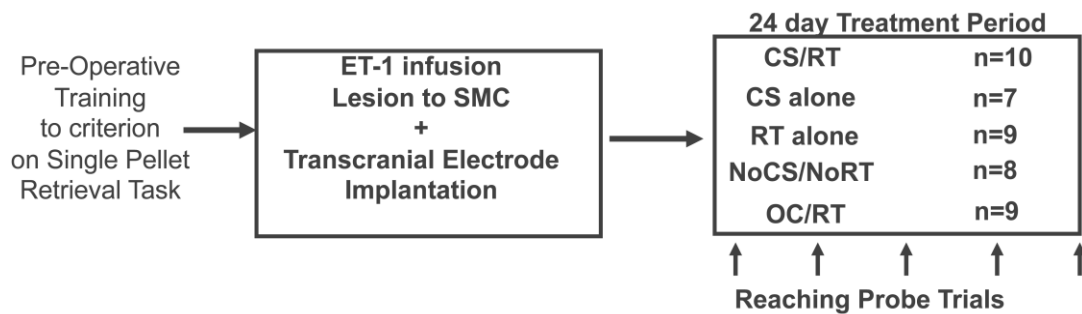 Pre-Operative
Training
to criterion
on Single Pellet
Retrieval Task
ET-1 infusion
Lesion to SMC
+
Transcranial Electrode
Implantation
24 day Treatment Period
CS/RT n=10
CS alone n=7
RT alone n=9
NoCS/NoRT n=8
OC/RT n=9
Reaching Probe Trials